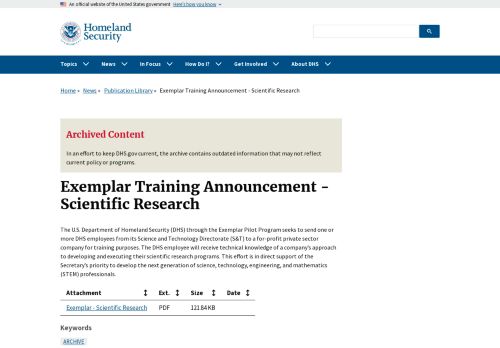 An official website of the United States government Here's how you know
Homeland
Security
Topics News In Focus How Do I? Get Involved About DHS
Home » News » Publication Library » Exemplar Training Announcement - Scientific Research
Archived Content
In an effort to keep DHS.gov current, the archive contains outdated information that may not reflect
current policy or programs.
Exemplar Training Announcement -
Scientific Research
The U.S. Department of Homeland Security (DHS) through the Exemplar Pilot Program seeks to send one or
more DHS employees from its Science and Technology Directorate (S&T) to a for-profit private sector
company for training purposes. The DHS employee will receive technical knowledge of a company's approach
to developing and executing their scientific research programs. This effort is in direct support of the
Secretary's priority to develop the next generation of science, technology, engineering, and mathematics
(STEM) professionals.
Attachment Ext. Size Date
Exemplar - Scientific Research PDF 121.84 KB
Keywords
ARCHIVE